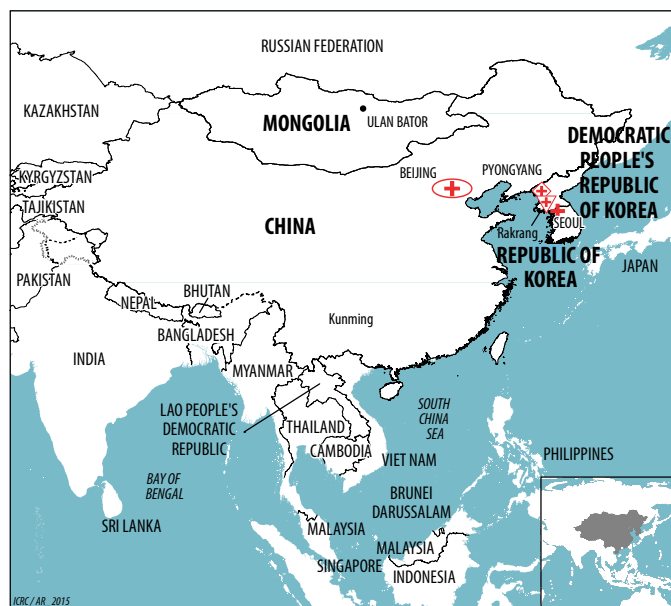 RUSSIAN FEDERATION
KAZAKHSTAN
MONGOLIA
ULAN BATOR
DEMOCRATIC
PEOPLE'S
REPUBLIC
OF KOREA
BEIJING
PYONGYANG
KYRGYZSTAN
TAJIKISTAN
CHINA
Rakrang
SEOUL
REPUBLIC OF
KOREA
JAPAN
PAKISTAN
NEPAL
BHUTAN
Kunming
BANGLADESH
INDIA
MYANMAR
LAO PEOPLE'S
DEMOCRATIC
REPUBLIC
SOUTH
CHINA
SEA
THAILAND
CAMBODIA
VIET NAM
PHILIPPINES
BAY OF
BENGAL
BRUNEI
DARUSSALAM
SRI LANKA
MALAYSIA
MALAYSIA
SINGAPORE
INDONESIA
ICRC / AR_2015